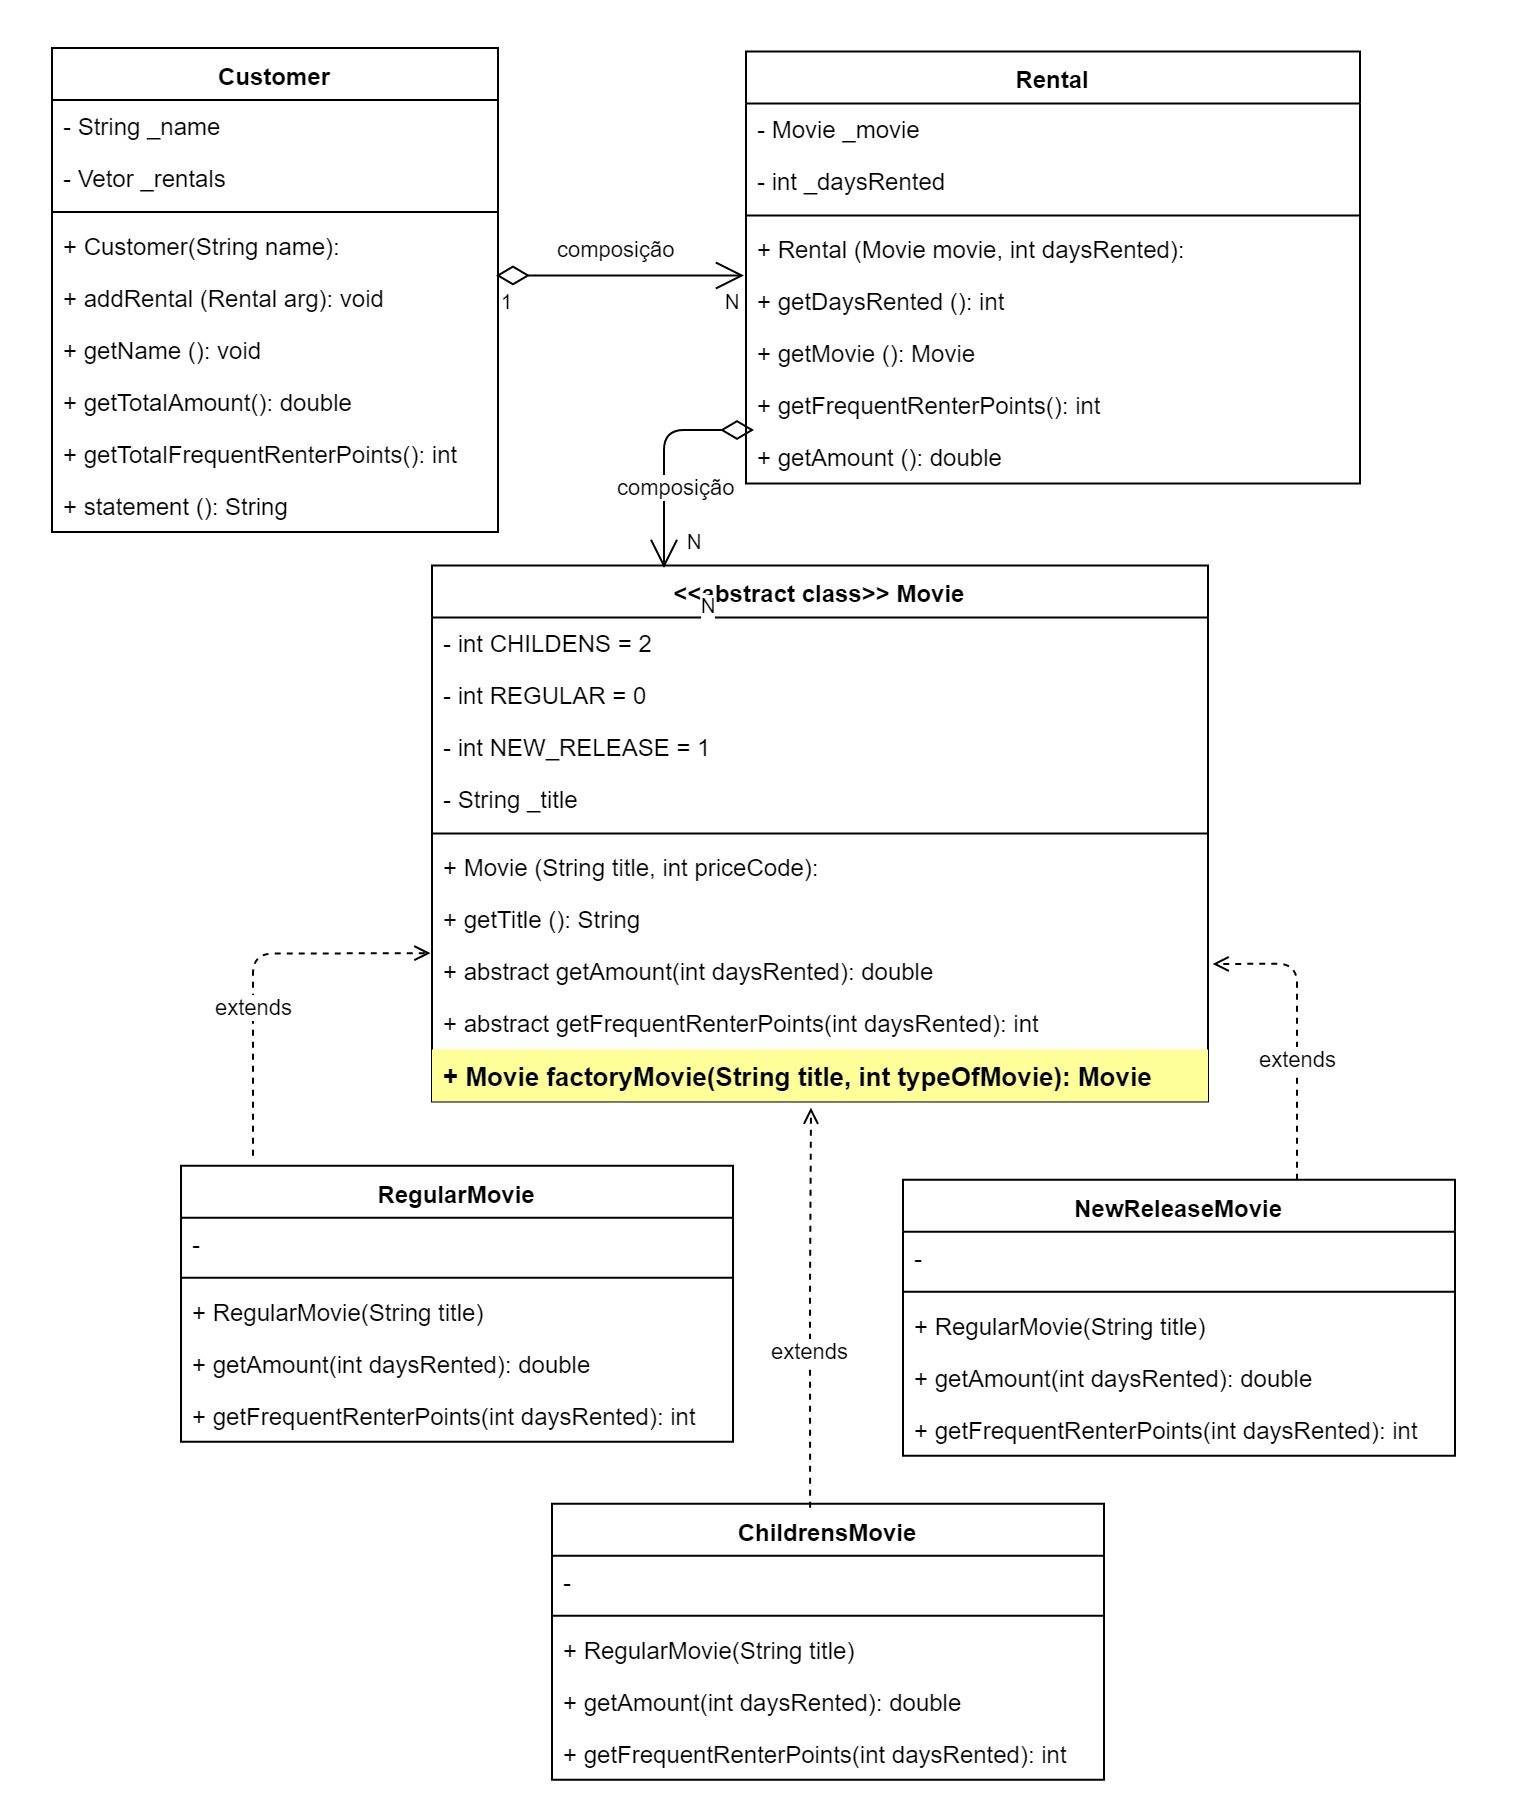 Customer
- String _name
- Vetor _rentals
+ Customer(String name):
+ addRental (Rental arg): void
+ getName (): void
+ getTotalAmount(): double
+ getTotalFrequentRenterPoints(): int
+ statement (): String
composição
1
N
Rental
- Movie _movie
- int _daysRented
+ Rental (Movie movie, int daysRented):
+ getDaysRented (): int
+ getMovie (): Movie
+ getFrequentRenterPoints(): int
+ getAmount (): double
composição
N
<<abstract class>> Movie
N
- int CHILDENS = 2
- int REGULAR = 0
- int NEW_RELEASE = 1
- String _title
+ Movie (String title, int priceCode):
+ getTitle (): String
+ abstract getAmount(int daysRented): double
+ abstract getFrequentRenterPoints(int daysRented): int
+ Movie factoryMovie(String title, int typeOfMovie): Movie
extends
extends
extends
RegularMovie
-
+ RegularMovie(String title)
+ getAmount(int daysRented): double
+ getFrequentRenterPoints(int daysRented): int
NewReleaseMovie
-
+ RegularMovie(String title)
+ getAmount(int daysRented): double
+ getFrequentRenterPoints(int daysRented): int
ChildrensMovie
-
+ RegularMovie(String title)
+ getAmount(int daysRented): double
+ getFrequentRenterPoints(int daysRented): int